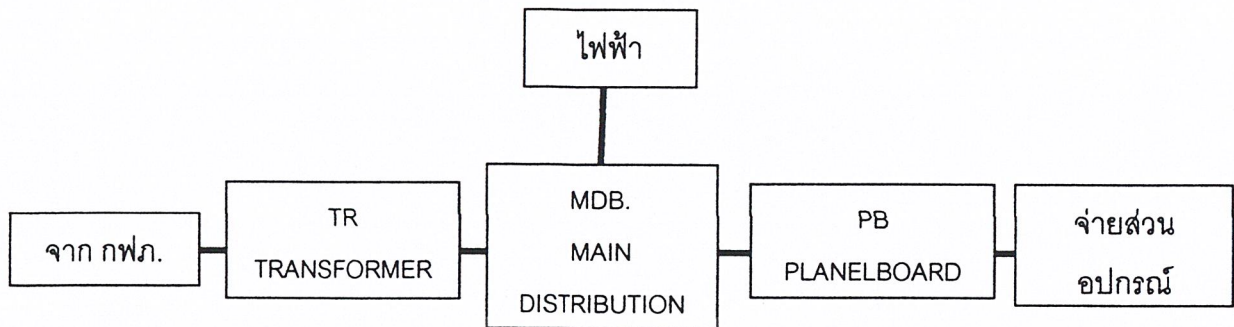 ไฟฟ้า
จาก กฟภ.
TR
TRANSFORMER
MDB.
MAIN
DISTRIBUTION
PB
PLANELBOARD
จ่ายส่วน
อุปกรณ์